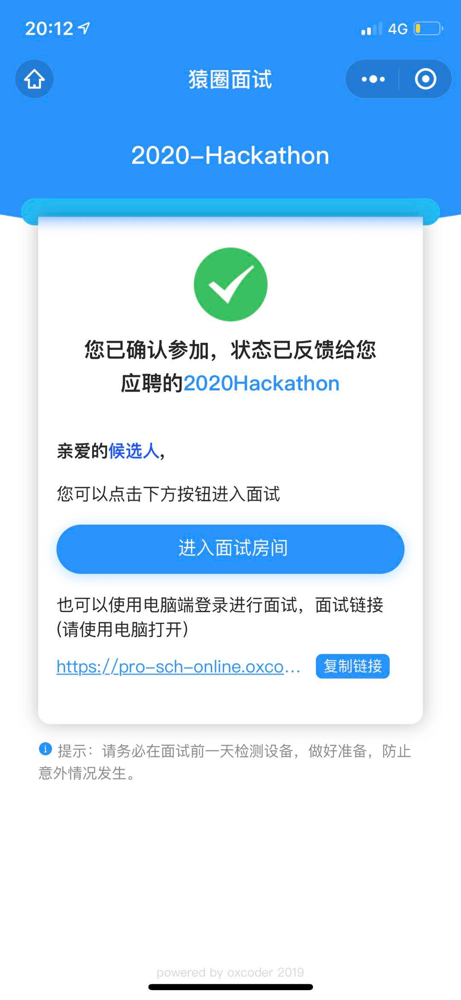 20:12
4G
猿圈面试
2020-Hackathon
您已确认参加，状态已反馈给您
应聘的2020Hackathon
亲爱的候选人,
您可以点击下方按钮进入面试
进入面试房间
也可以使用电脑端登录进行面试，面试链接
(请使用电脑打开)
https://pro-sch-online.oxco...
复制链接
提示：请务必在面试前一天检测设备，做好准备，防止
意外情况发生。
powered by oxcoder 2019